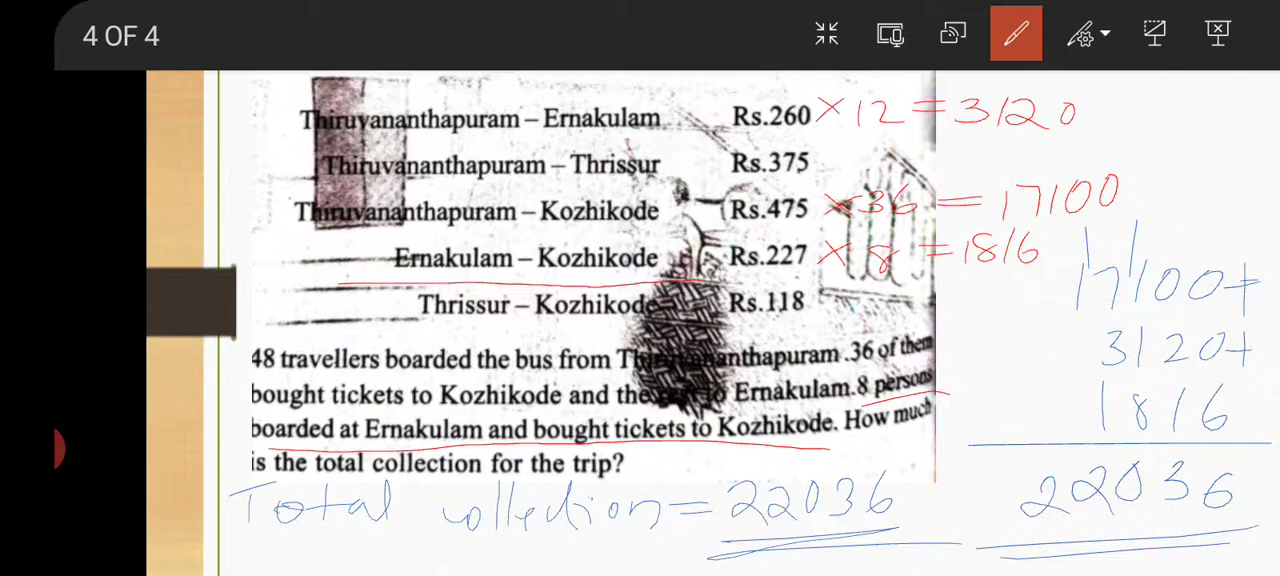 4 OF 4
Thiruvananthapuram – Ernakulam Rs.260 × 12 = 3120
Thiruvananthapuram – Thrissur Rs.375
Thiruvananthapuram – Kozhikode Rs.475 × 36 = 17100
Ernakulam – Kozhikode Rs.227 × 8 = 1816
Thrissur – Kozhikode Rs.118
48 travellers boarded the bus from Thiruvananthapuram .36 of them
bought tickets to Kozhikode and the to Ernakulam.8 persons
boarded at Ernakulam and bought tickets to Kozhikode. How much
is the total collection for the trip?
17100+
3120+
1816
22036
Total collection = 22036